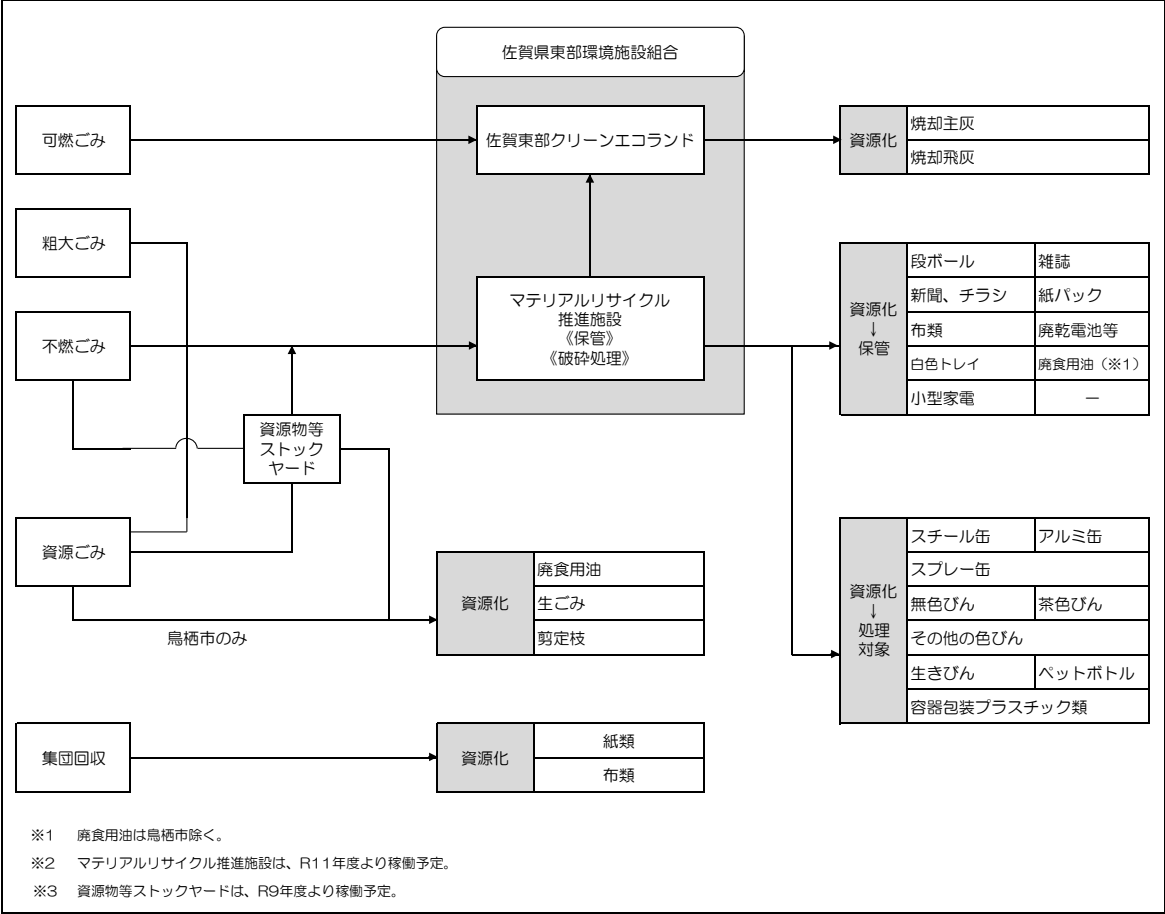 佐賀県東部環境施設組合
可燃ごみ
佐賀東部クリーンエコランド
資源化
焼却主灰
焼却飛灰
粗大ごみ
不燃ごみ
マテリアルリサイクル
推進施設
《保管》
《破砕処理》
資源化
↓
保管
段ボール
雑誌
新聞、チラシ
紙パック
布類
廃乾電池等
白色トレイ
廃食用油（※1）
小型家電
－
資源物等
ストック
ヤード
資源ごみ
鳥栖市のみ
資源化
廃食用油
生ごみ
剪定枝
資源化
↓
処理
対象
スチール缶
アルミ缶
スプレー缶
無色びん
茶色びん
その他の色びん
生きびん
ペットボトル
容器包装プラスチック類
集団回収
資源化
紙類
布類
※1　廃食用油は鳥栖市除く。
※2　マテリアルリサイクル推進施設は、R11年度より稼働予定。
※3　資源物等ストックヤードは、R9年度より稼働予定。